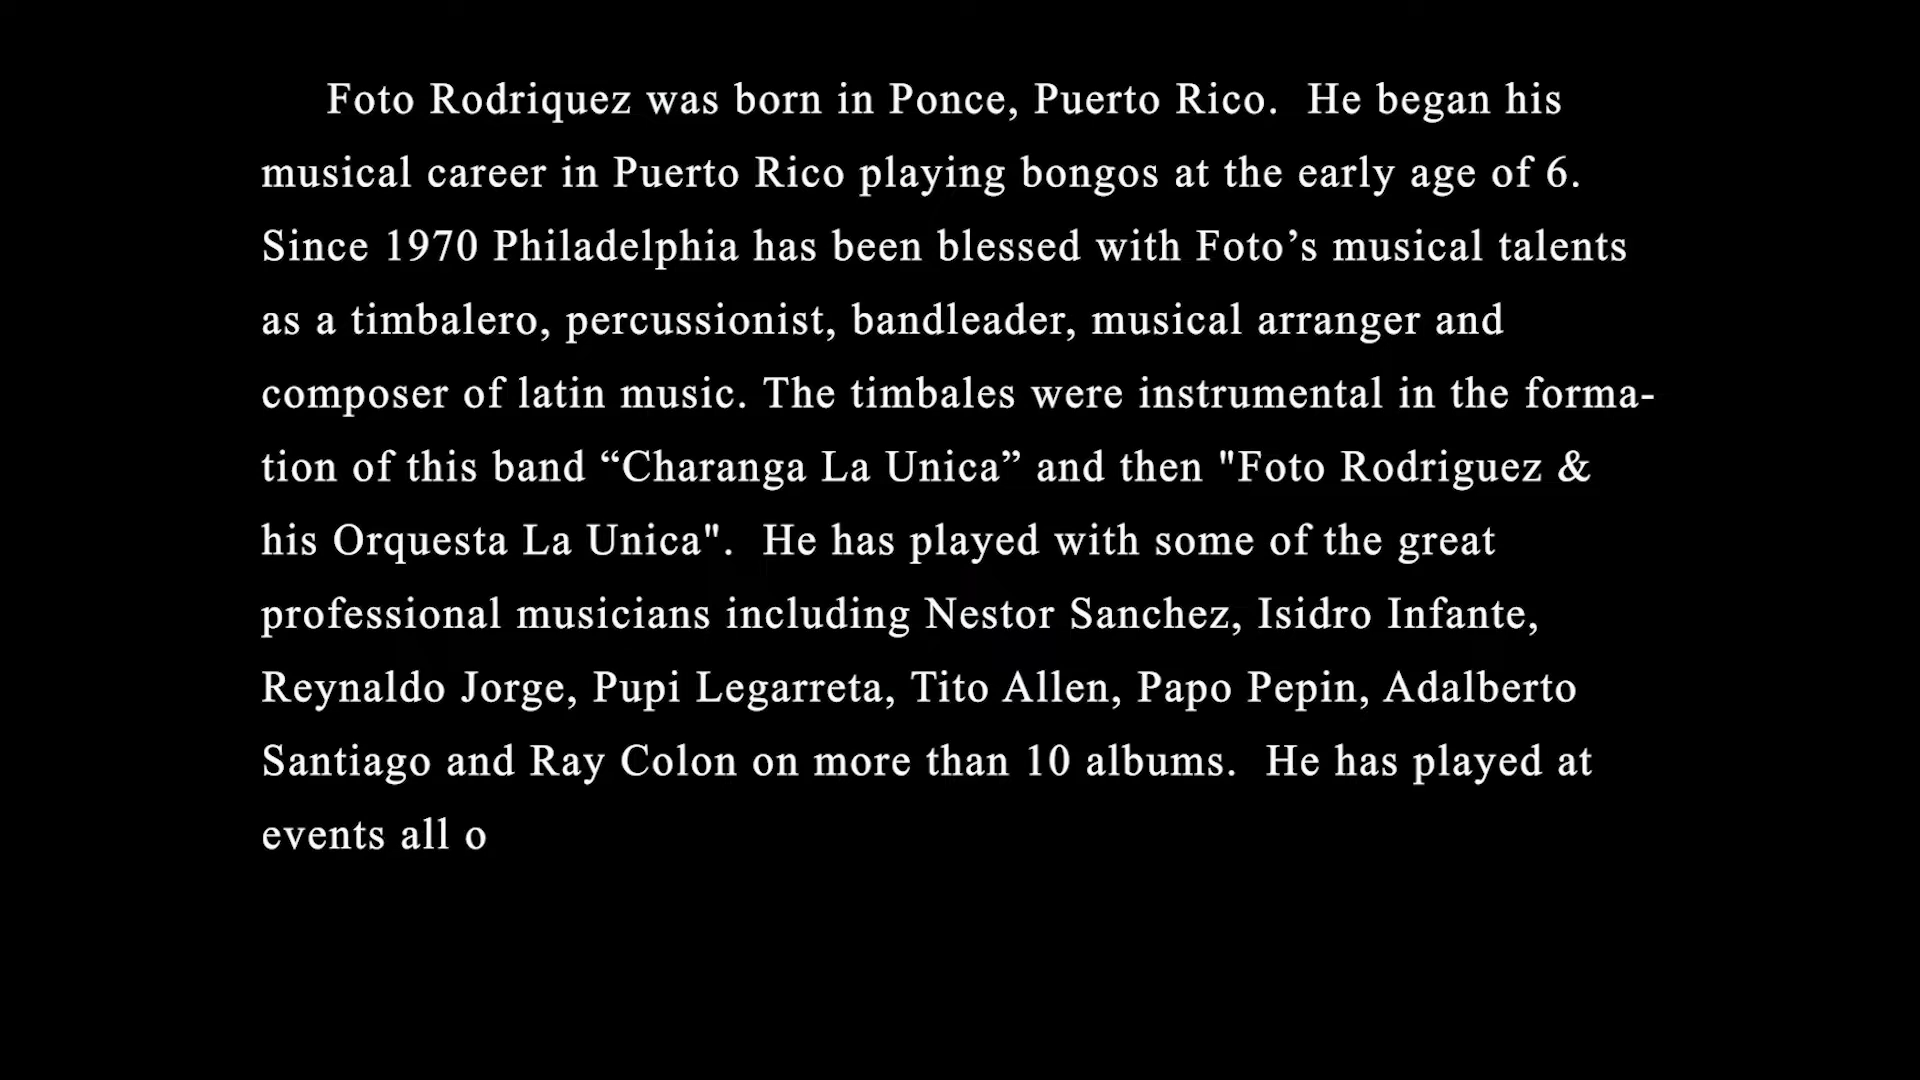 Foto Rodriquez was born in Ponce, Puerto Rico.  He began his
musical career in Puerto Rico playing bongos at the early age of 6.
Since 1970 Philadelphia has been blessed with Foto’s musical talents
as a timbalero, percussionist, bandleader, musical arranger and
composer of latin music. The timbales were instrumental in the forma-
tion of this band “Charanga La Unica” and then "Foto Rodriguez &
his Orquesta La Unica".  He has played with some of the great
professional musicians including Nestor Sanchez, Isidro Infante,
Reynaldo Jorge, Pupi Legarreta, Tito Allen, Papo Pepin, Adalberto
Santiago and Ray Colon on more than 10 albums.  He has played at
events all o